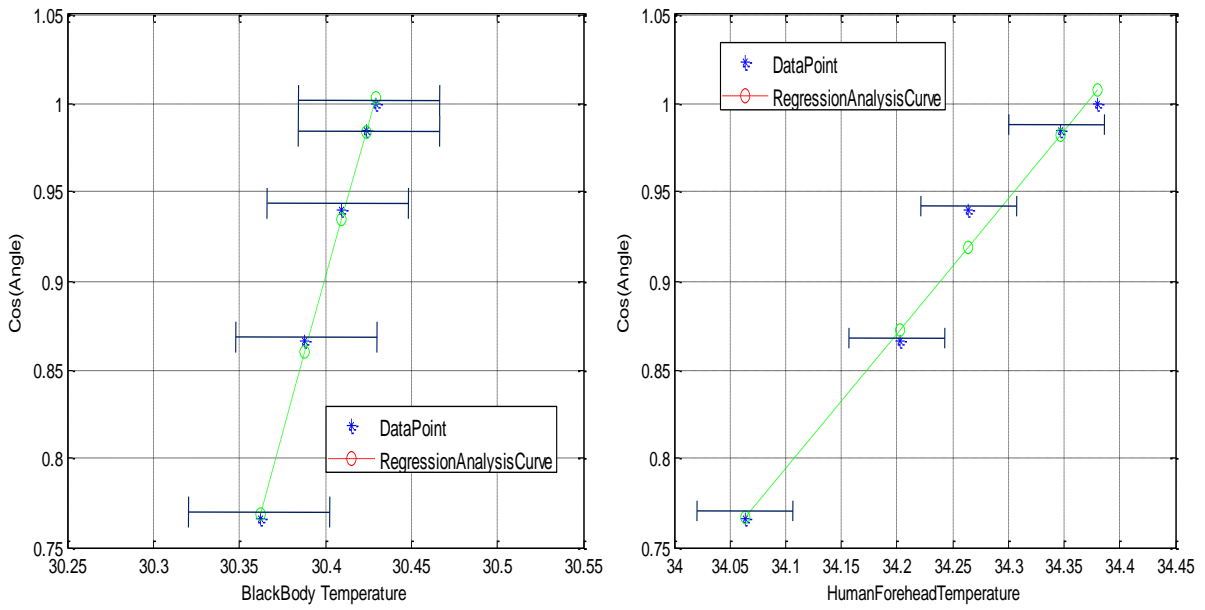 1.05
1
0.95
0.9
0.85
0.8
0.75
Cos(Angle)
DataPoint
RegressionAnalysisCurve
30.25 30.3 30.35 30.4 30.45 30.5 30.55
BlackBody Temperature
1.05
1
0.95
0.9
0.85
0.8
0.75
Cos(Angle)
DataPoint
RegressionAnalysisCurve
34 34.05 34.1 34.15 34.2 34.25 34.3 34.35 34.4 34.45
HumanForeheadTemperature